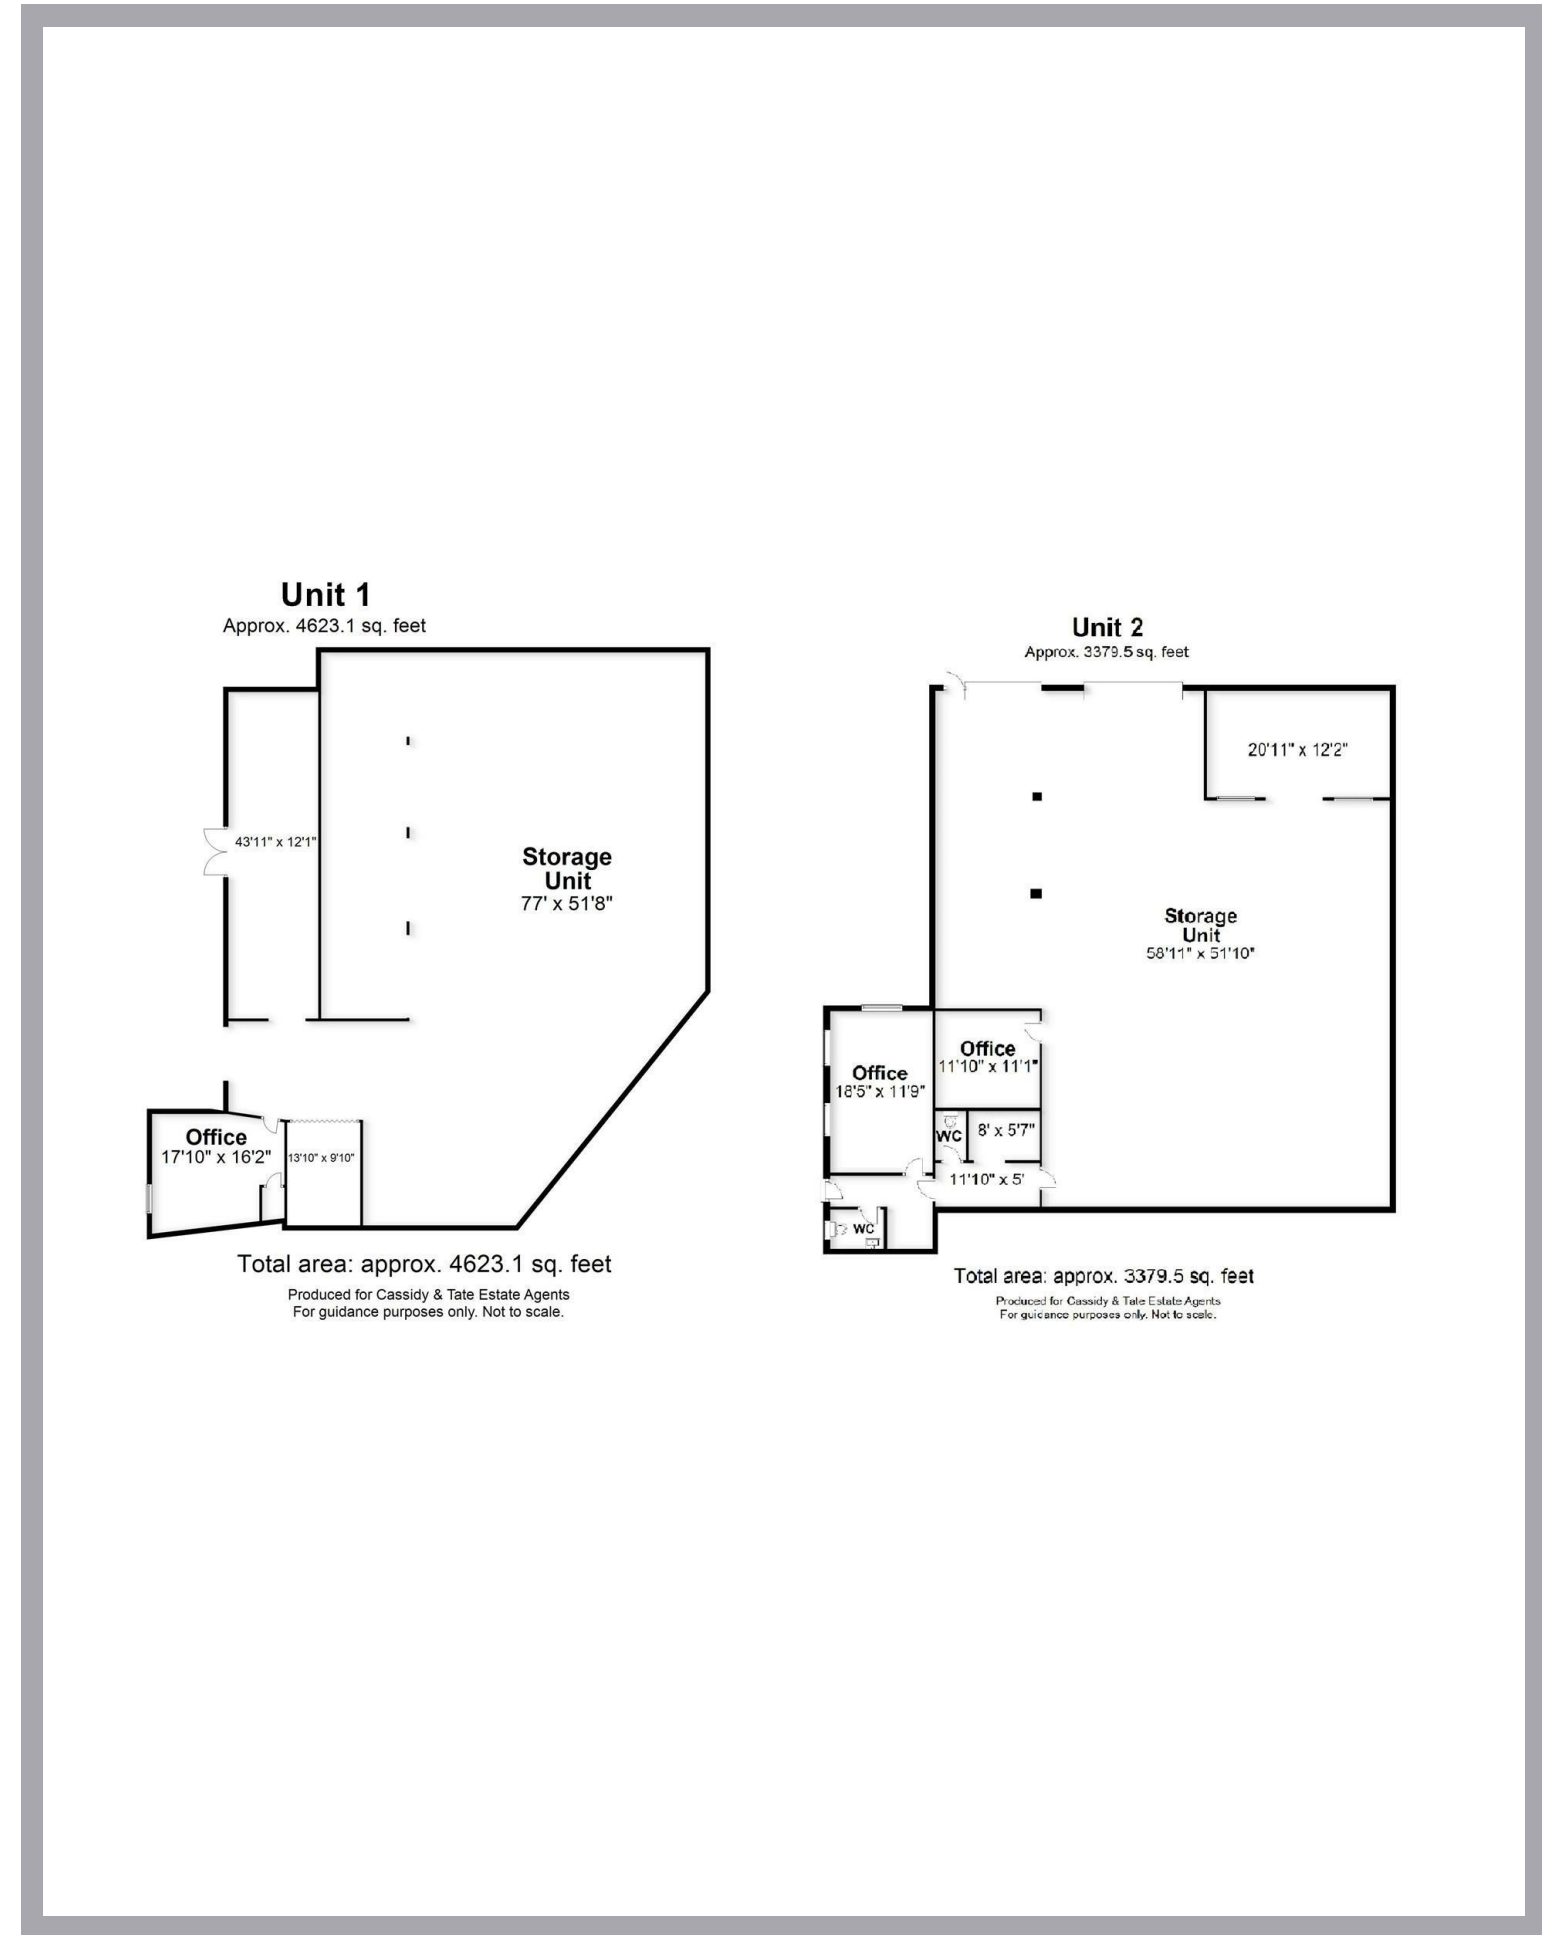 Unit 1
Approx. 4623.1 sq. feet
43'11" x 12'1"
Storage
Unit
77' x 51'8"
Office
17'10" x 16'2"
13'10" x 9'10"
Total area: approx. 4623.1 sq. feet
Produced for Cassidy & Tate Estate Agents
For guidance purposes only. Not to scale.
Unit 2
Approx. 3379.5 sq. feet
20'11" x 12'2"
Storage
Unit
58'11" x 51'10"
Office
11'10" x 11'1"
Office
18'5" x 11'9"
WC
8' x 5'7"
11'10" x 5'
WC
Total area: approx. 3379.5 sq. feet
Produced for Cassidy & Tate Estate Agents
For guidance purposes only. Not to scale.